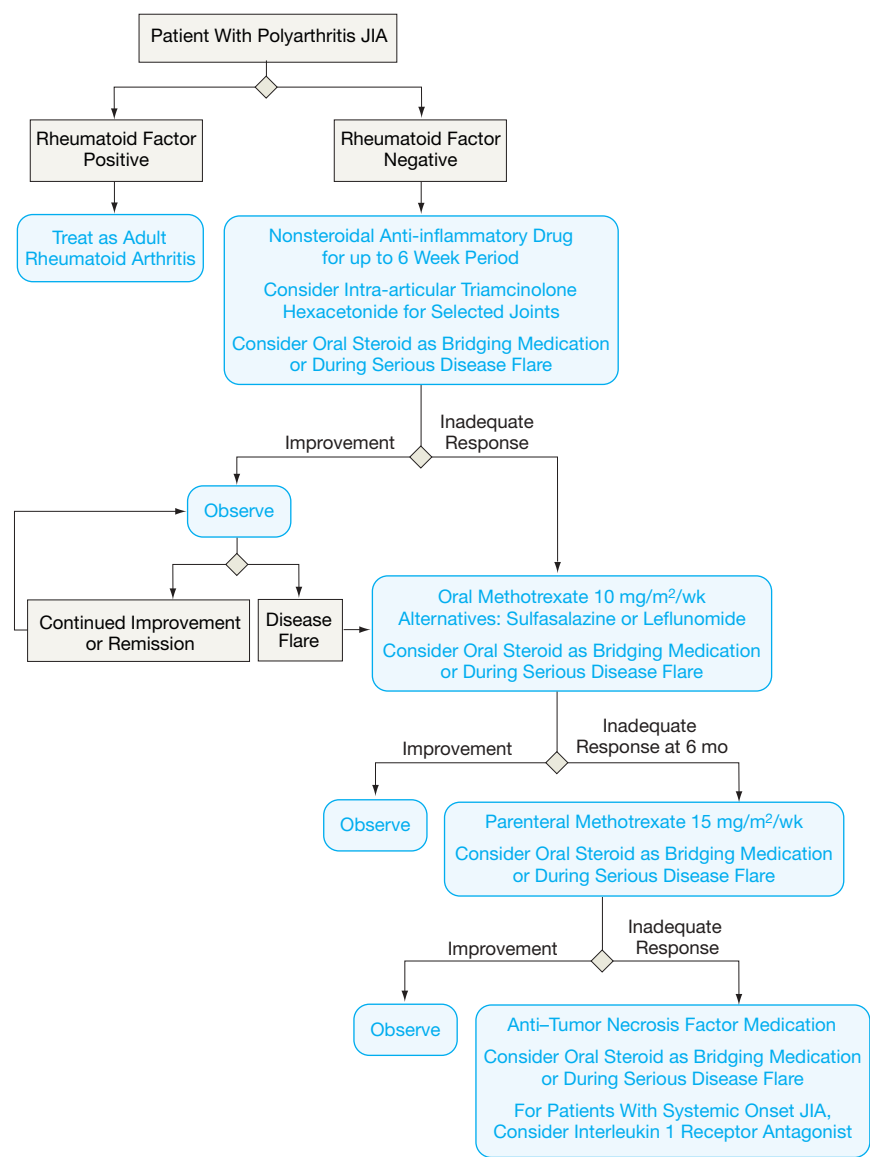 Patient With Polyarthritis JIA
Rheumatoid Factor
Positive
Rheumatoid Factor
Negative
Treat as Adult
Rheumatoid Arthritis
Nonsteroidal Anti-inflammatory Drug
for up to 6 Week Period
Consider Intra-articular Triamcinolone
Hexacetonide for Selected Joints
Consider Oral Steroid as Bridging Medication
or During Serious Disease Flare
Improvement
Inadequate
Response
Observe
Continued Improvement
or Remission
Disease
Flare
Oral Methotrexate 10 mg/m²/wk
Alternatives: Sulfasalazine or Leflunomide
Consider Oral Steroid as Bridging Medication
or During Serious Disease Flare
Improvement
Inadequate
Response at 6 mo
Observe
Parenteral Methotrexate 15 mg/m²/wk
Consider Oral Steroid as Bridging Medication
or During Serious Disease Flare
Improvement
Inadequate
Response
Observe
Anti–Tumor Necrosis Factor Medication
Consider Oral Steroid as Bridging Medication
or During Serious Disease Flare
For Patients With Systemic Onset JIA,
Consider Interleukin 1 Receptor Antagonist